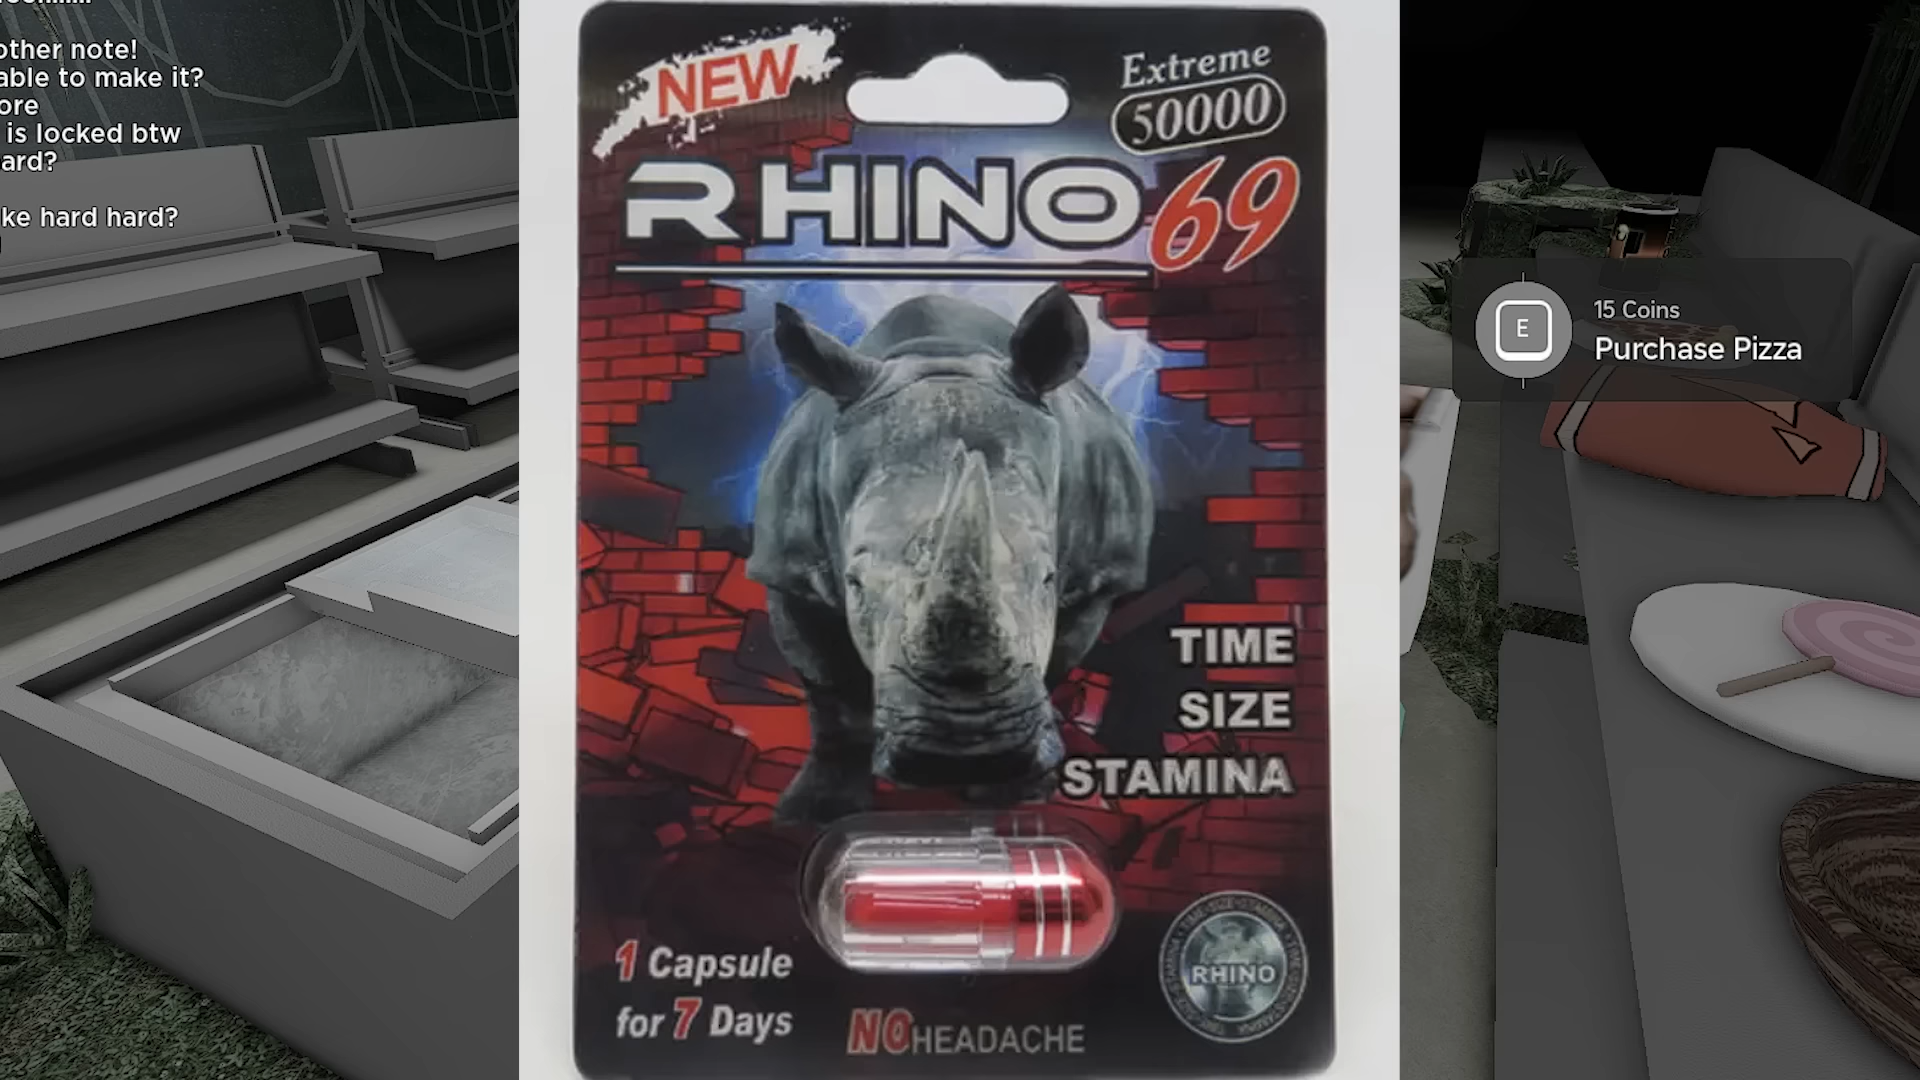 other note!
able to make it?
ore
is locked btw
ard?
ke hard hard?
NEW
Extreme
50000
RHINO 69
TIME
SIZE
STAMINA
1 Capsule
for 7 Days
NO HEADACHE
RHINO
E
15 Coins
Purchase Pizza